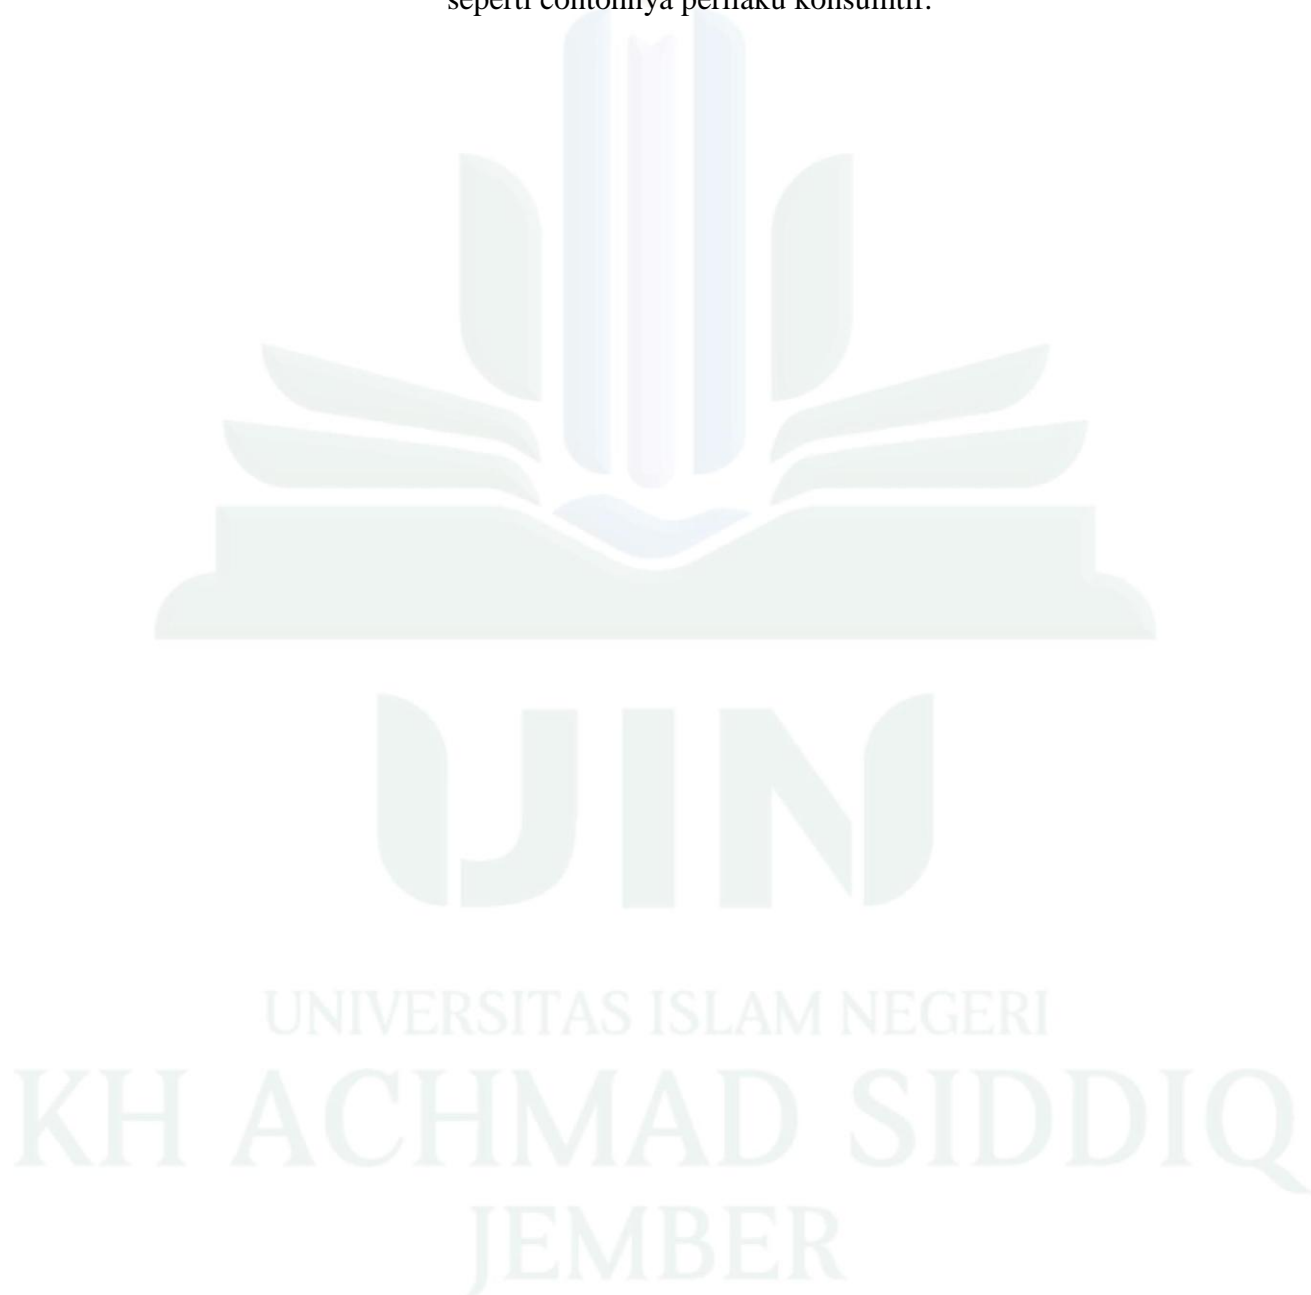 seperti contohnya perilaku konsumtif.
UIN
UNIVERSITAS ISLAM NEGERI
KH ACHMAD SIDDIQ
JEMBER